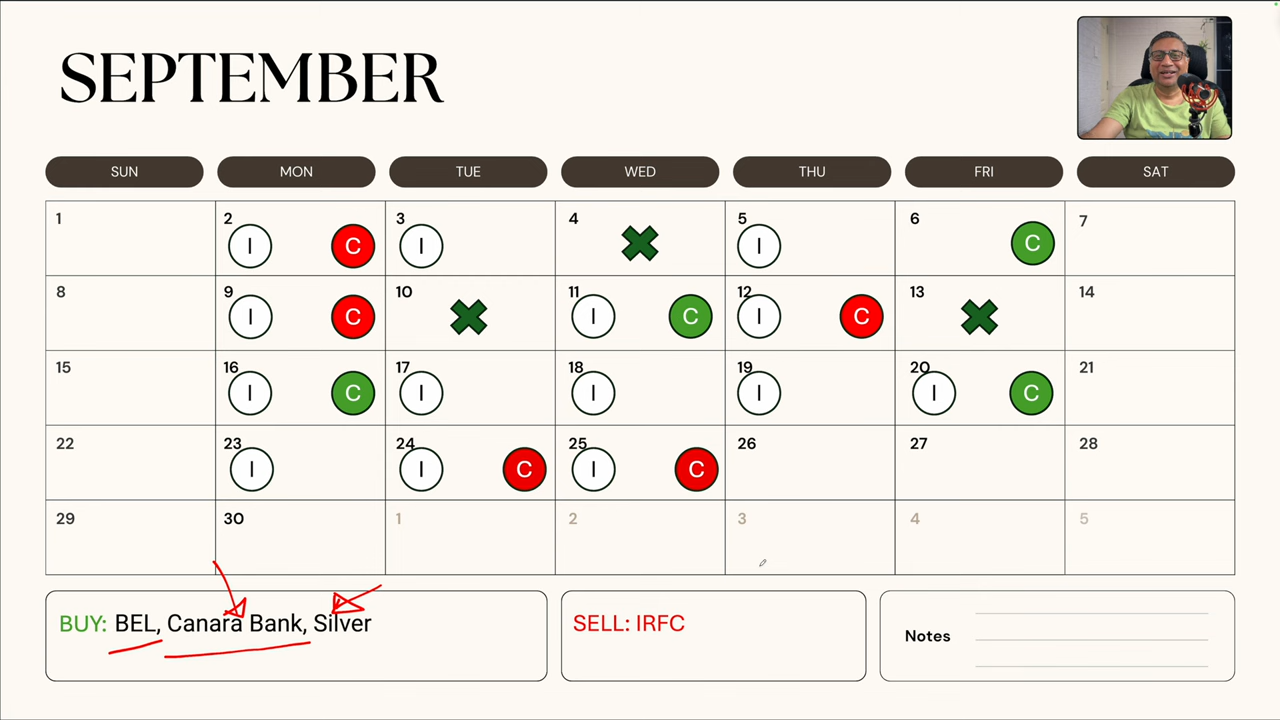 SEPTEMBER
SUN MON TUE WED THU FRI SAT
1 2 3 4 5 6 7
I C I I C
8 9 10 11 12 13 14
I C I C I C
15 16 17 18 19 20 21
I C I I I I C
22 23 24 25 26 27 28
I I C I C
29 30 1 2 3 4 5
BUY: BEL, Canara Bank, Silver
SELL: IRFC
Notes